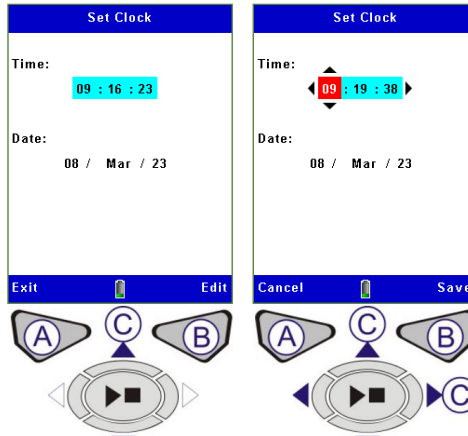 Set Clock
Time:
09 : 16 : 23
Date:
08 / Mar / 23
Exit Edit
A C B
Set Clock
Time:
09 : 19 : 38
Date:
08 / Mar / 23
Cancel Save
A C B
C